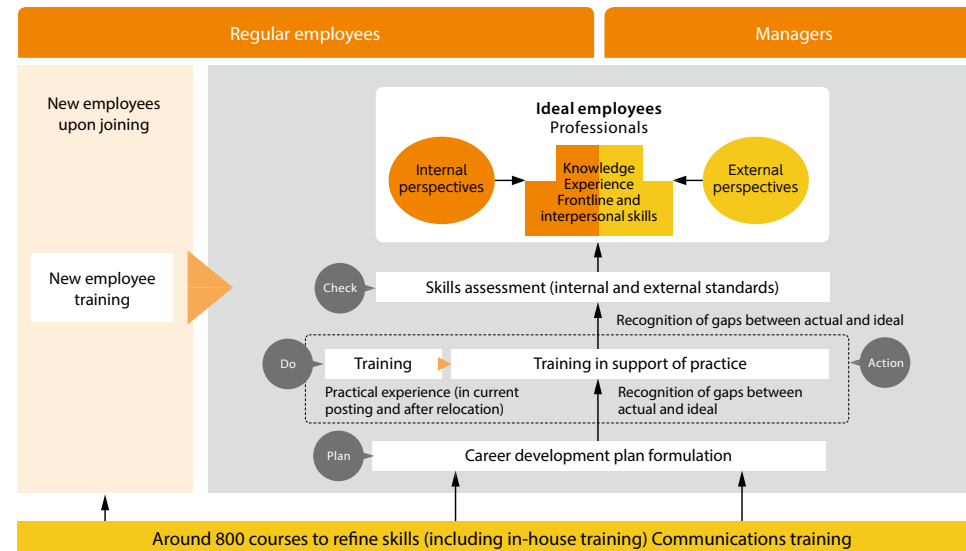 Regular employees
Managers
New employees
upon joining
New employee
training
Ideal employees
Professionals
Internal
perspectives
Knowledge
Experience
Frontline and
interpersonal skills
External
perspectives
Check
Skills assessment (internal and external standards)
Recognition of gaps between actual and ideal
Do
Training
Training in support of practice
Action
Practical experience (in current
posting and after relocation)
Recognition of gaps between
actual and ideal
Plan
Career development plan formulation
Around 800 courses to refine skills (including in-house training) Communications training